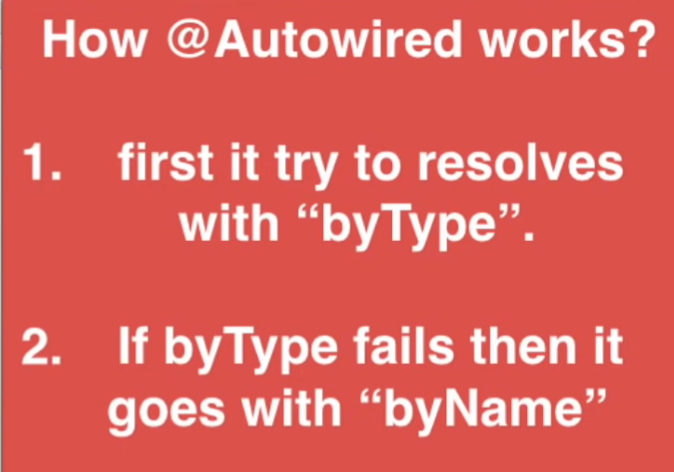 How @Autowired works?
1. first it try to resolves
with “byType”.
2. If byType fails then it
goes with “byName”